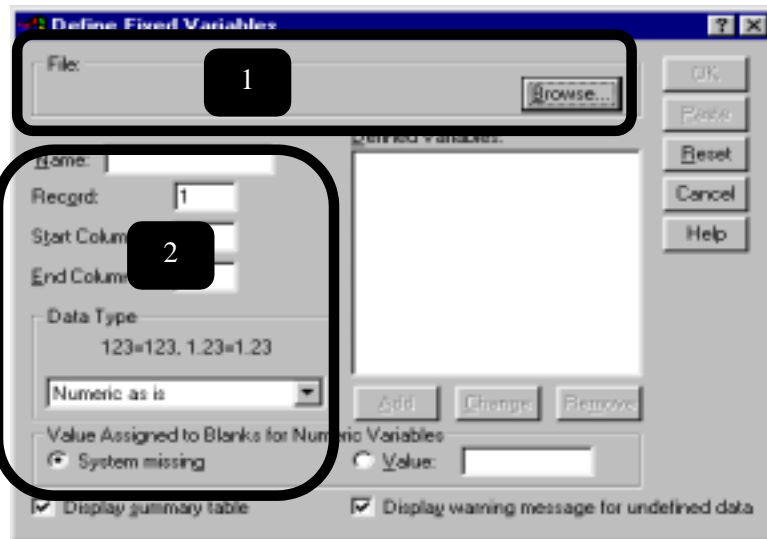 Define Fixed Variables
File:
1
Browse...
OK
Paste
Reset
Cancel
Help
Defined Variables:
Name:
Record: 1
Start Colum
2
End Colum
Data Type
123=123, 1.23=1.23
Numeric as is
Add Change Remove
Value Assigned to Blanks for Numeric Variables
System missing
Value:
Display summary table
Display warning message for undefined data